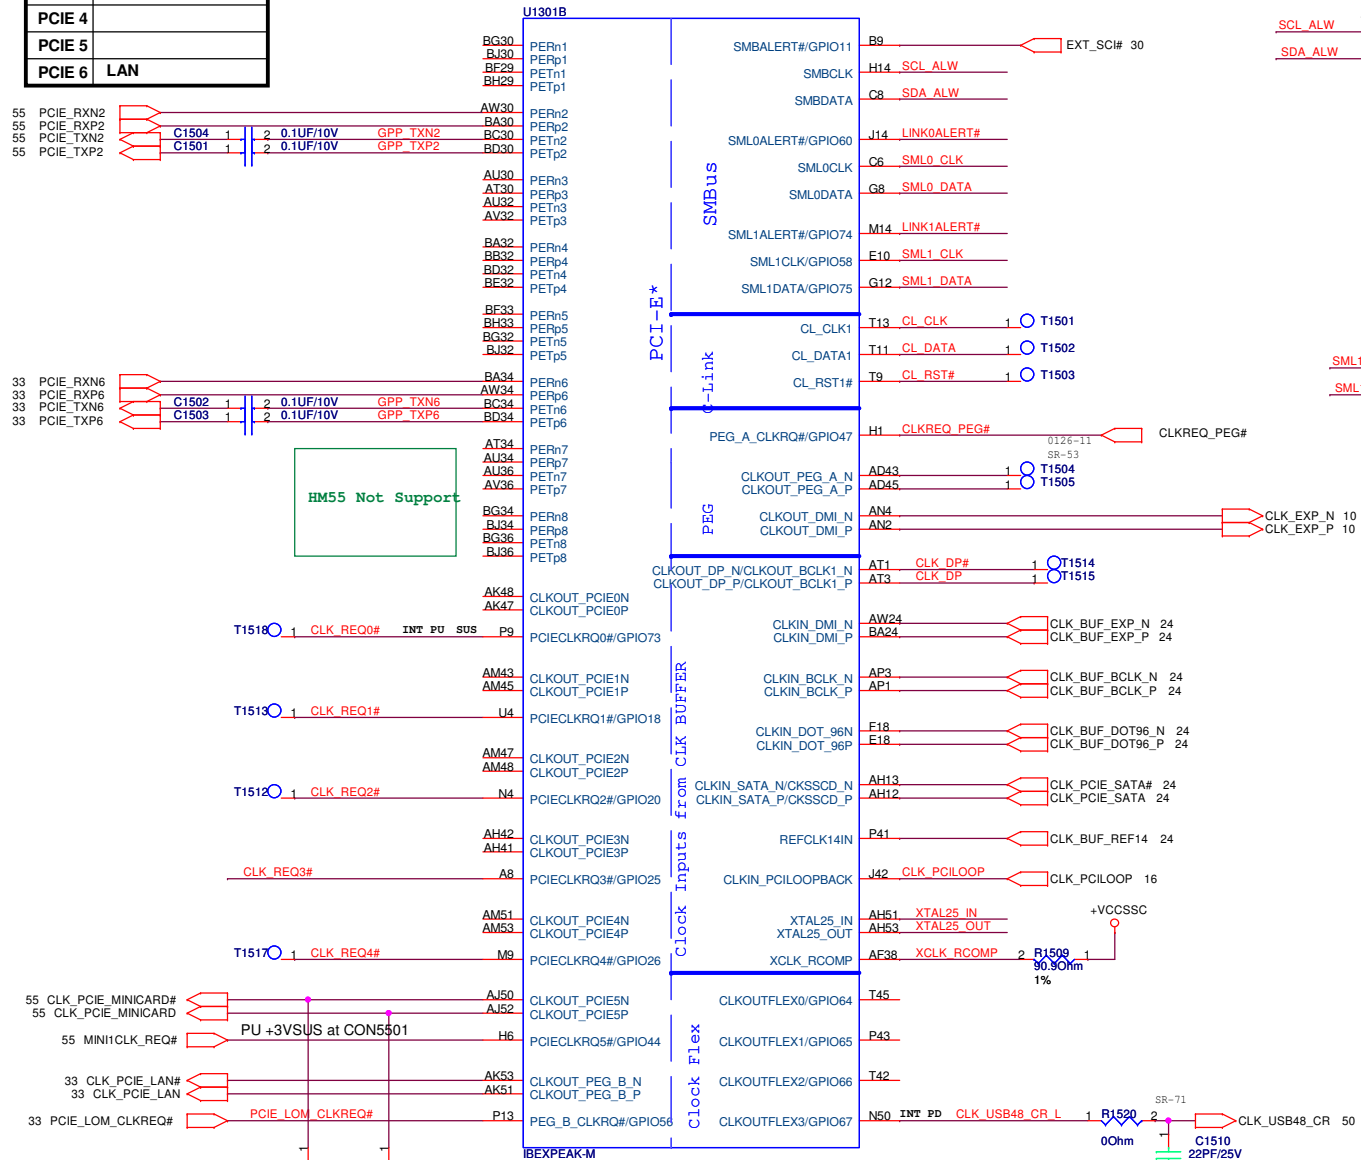 PCIE 4
PCIE 5
PCIE 6 LAN
55 PCIE_RXN2
55 PCIE_RXP2
55 PCIE_TXN2 C1504 1 2 0.1UF/10V GPP_TXN2
55 PCIE_TXP2 C1501 1 2 0.1UF/10V GPP_TXP2
33 PCIE_RXN6
33 PCIE_RXP6
33 PCIE_TXN6 C1502 1 2 0.1UF/10V GPP_TXN6
33 PCIE_TXP6 C1503 1 2 0.1UF/10V GPP_TXP6
HM55 Not Support
T1518 1 CLK_REQ0# INT PU SUS
T1513 1 CLK_REQ1#
T1512 1 CLK_REQ2#
CLK_REQ3#
T1517 1 CLK_REQ4#
55 CLK_PCIE_MINICARD#
55 CLK_PCIE_MINICARD
PU +3VSUS at CON5501
55 MINI1CLK_REQ#
33 CLK_PCIE_LAN#
33 CLK_PCIE_LAN
33 PCIE_LOM_CLKREQ# PCIE_LOM_CLKREQ#
1 1
U1301B
BG30 PERn1
BJ30 PERp1
BF29 PETn1
BH29 PETp1
AW30 PERn2
BA30 PERp2
BC30 PETn2
BD30 PETp2
AU30 PERn3
AT30 PERp3
AU32 PETn3
AV32 PETp3
BA32 PERn4
BB32 PERp4
BD32 PETn4
BE32 PETp4
BF33 PERn5
BH33 PERp5
BG32 PETn5
BJ32 PETp5
BA34 PERn6
AW34 PERp6
BC34 PETn6
BD34 PETp6
AT34 PERn7
AU34 PERp7
AU36 PETn7
AV36 PETp7
BG34 PERn8
BJ34 PERp8
BG36 PETn8
BJ36 PETp8
AK48 CLKOUT_PCIE0N
AK47 CLKOUT_PCIE0P
P9 PCIECLKRQ0#/GPIO73
AM43 CLKOUT_PCIE1N
AM45 CLKOUT_PCIE1P
U4 PCIECLKRQ1#/GPIO18
AM47 CLKOUT_PCIE2N
AM48 CLKOUT_PCIE2P
N4 PCIECLKRQ2#/GPIO20
AH42 CLKOUT_PCIE3N
AH41 CLKOUT_PCIE3P
A8 PCIECLKRQ3#/GPIO25
AM51 CLKOUT_PCIE4N
AM53 CLKOUT_PCIE4P
M9 PCIECLKRQ4#/GPIO26
AJ50 CLKOUT_PCIE5N
AJ52 CLKOUT_PCIE5P
H6 PCIECLKRQ5#/GPIO44
AK53 CLKOUT_PEG_B_N
AK51 CLKOUT_PEG_B_P
P13 PEG_B_CLKRQ#/GPIO56
IBEXPEAK-M
PCI-E*
SMBus
C-Link
PEG
Clock Inputs from CLK BUFFER
Clock Flex
SMBALERT#/GPIO11 B9 EXT_SCI# 30
SMBCLK H14 SCL_ALW
SMBDATA C8 SDA_ALW
SML0ALERT#/GPIO60 J14 LINK0ALERT#
SML0CLK C6 SML0_CLK
SML0DATA G8 SML0_DATA
SML1ALERT#/GPIO74 M14 LINK1ALERT#
SML1CLK/GPIO58 E10 SML1_CLK
SML1DATA/GPIO75 G12 SML1_DATA
CL_CLK1 T13 CL_CLK 1 T1501
CL_DATA1 T11 CL_DATA 1 T1502
CL_RST1# T9 CL_RST# 1 T1503
PEG_A_CLKRQ#/GPIO47 H1 CLKREQ_PEG# CLKREQ_PEG#
0126-11
SR-53
CLKOUT_PEG_A_N AD43 1 T1504
CLKOUT_PEG_A_P AD45 1 T1505
CLKOUT_DMI_N AN4 CLK_EXP_N 10
CLKOUT_DMI_P AN2 CLK_EXP_P 10
CLKOUT_DP_N/CLKOUT_BCLK1_N AT1 CLK_DP# 1 T1514
CLKOUT_DP_P/CLKOUT_BCLK1_P AT3 CLK_DP 1 T1515
CLKIN_DMI_N AW24 CLK_BUF_EXP_N 24
CLKIN_DMI_P BA24 CLK_BUF_EXP_P 24
CLKIN_BCLK_N AP3 CLK_BUF_BCLK_N 24
CLKIN_BCLK_P AP1 CLK_BUF_BCLK_P 24
CLKIN_DOT_96N F18 CLK_BUF_DOT96_N 24
CLKIN_DOT_96P E18 CLK_BUF_DOT96_P 24
CLKIN_SATA_N/CKSSCD_N AH13 CLK_PCIE_SATA# 24
CLKIN_SATA_P/CKSSCD_P AH12 CLK_PCIE_SATA 24
REFCLK14IN P41 CLK_BUF_REF14 24
CLKIN_PCILOOPBACK J42 CLK_PCILOOP CLK_PCILOOP 16
XTAL25_IN AH51 XTAL25_IN
XTAL25_OUT AH53 XTAL25_OUT
+VCCSSC
XCLK_RCOMP AF38 XCLK_RCOMP 2 R1509 1
90.9Ohm
1%
CLKOUTFLEX0/GPIO64 T45
CLKOUTFLEX1/GPIO65 P43
CLKOUTFLEX2/GPIO66 T42
CLKOUTFLEX3/GPIO67 N50 INT PD CLK_USB48_CR_L 1 R1520 2 CLK_USB48_CR 50
0Ohm
SR-71
1
C1510
22PF/25V
SCL_ALW
SDA_ALW
SML1
SML